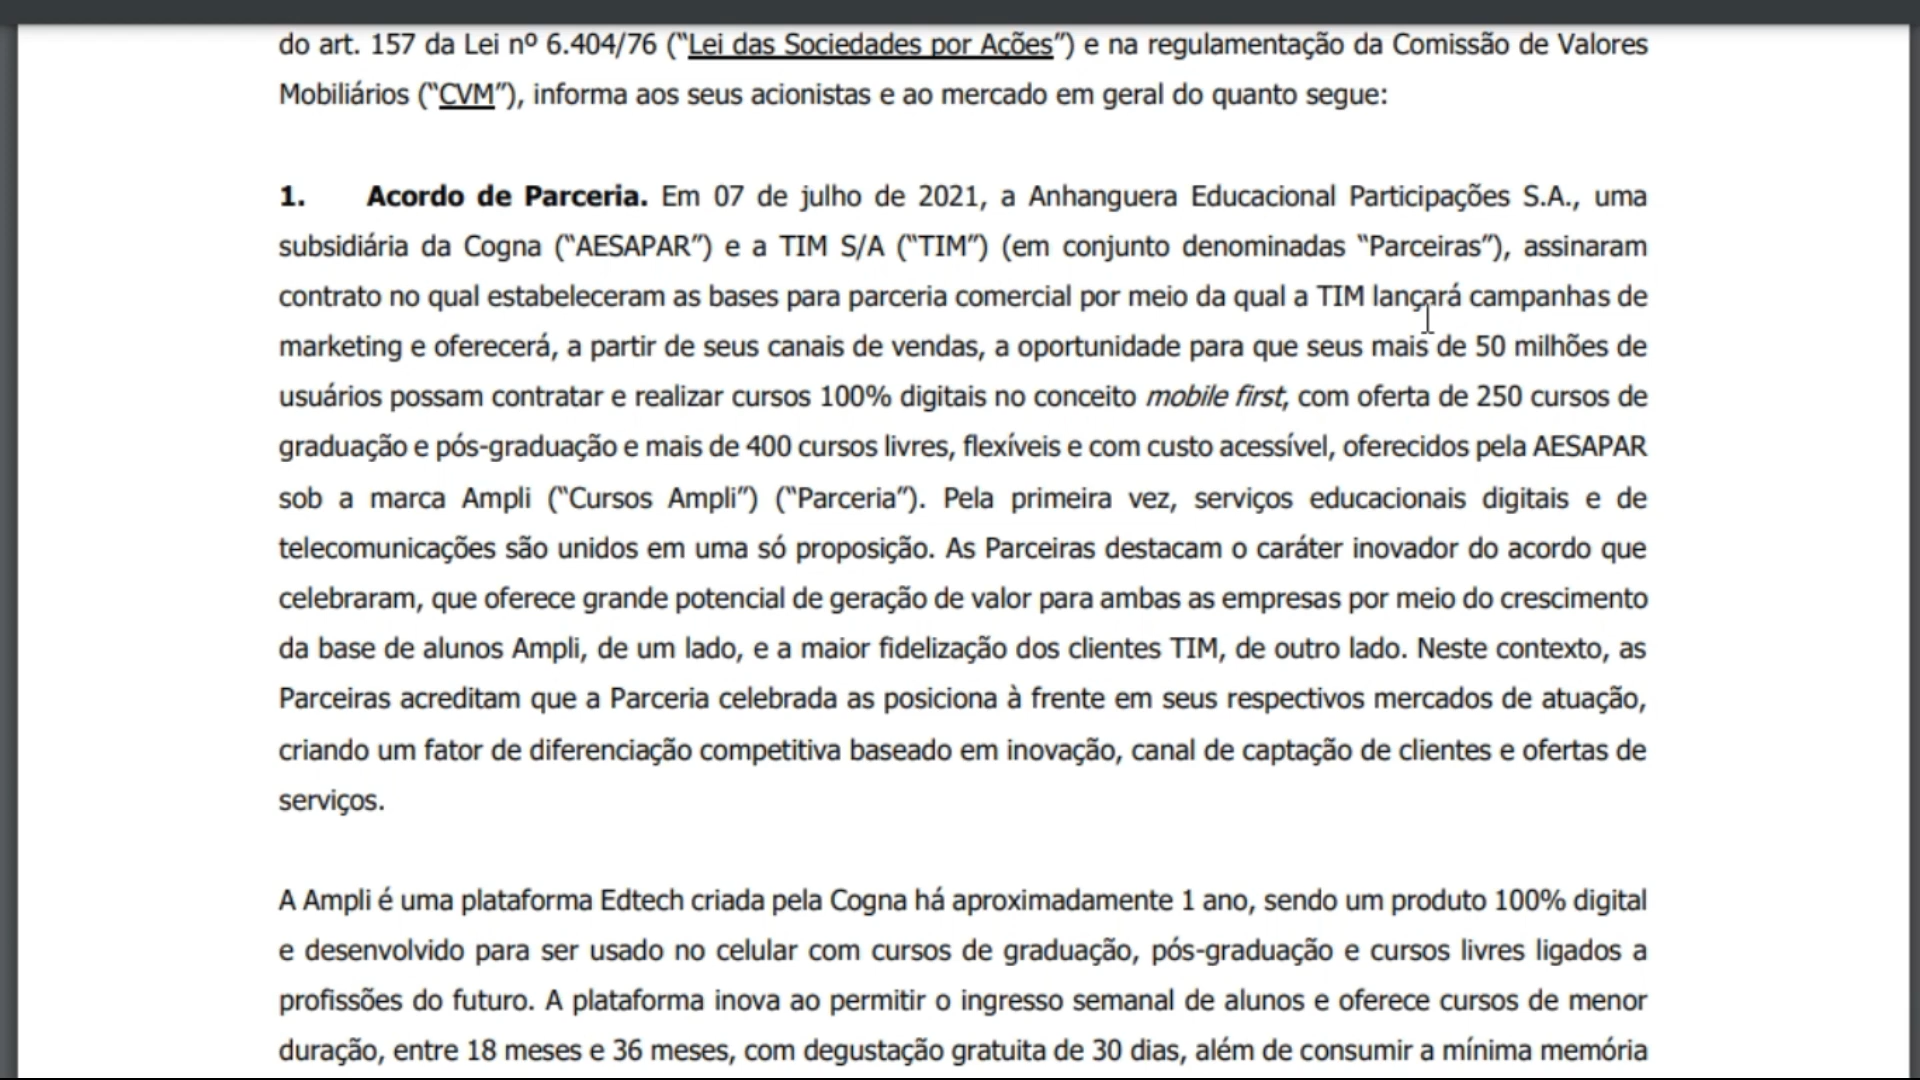 do art. 157 da Lei nº 6.404/76 (“Lei das Sociedades por Ações”) e na regulamentação da Comissão de Valores
Mobiliários (“CVM”), informa aos seus acionistas e ao mercado em geral do quanto segue:
1. Acordo de Parceria. Em 07 de julho de 2021, a Anhanguera Educacional Participações S.A., uma
subsidiária da Cogna (“AESAPAR”) e a TIM S/A (“TIM”) (em conjunto denominadas “Parceiras”), assinaram
contrato no qual estabeleceram as bases para parceria comercial por meio da qual a TIM lançará campanhas de
marketing e oferecerá, a partir de seus canais de vendas, a oportunidade para que seus mais de 50 milhões de
usuários possam contratar e realizar cursos 100% digitais no conceito mobile first, com oferta de 250 cursos de
graduação e pós-graduação e mais de 400 cursos livres, flexíveis e com custo acessível, oferecidos pela AESAPAR
sob a marca Ampli (“Cursos Ampli”) (“Parceria”). Pela primeira vez, serviços educacionais digitais e de
telecomunicações são unidos em uma só proposição. As Parceiras destacam o caráter inovador do acordo que
celebraram, que oferece grande potencial de geração de valor para ambas as empresas por meio do crescimento
da base de alunos Ampli, de um lado, e a maior fidelização dos clientes TIM, de outro lado. Neste contexto, as
Parceiras acreditam que a Parceria celebrada as posiciona à frente em seus respectivos mercados de atuação,
criando um fator de diferenciação competitiva baseado em inovação, canal de captação de clientes e ofertas de
serviços.
A Ampli é uma plataforma Edtech criada pela Cogna há aproximadamente 1 ano, sendo um produto 100% digital
e desenvolvido para ser usado no celular com cursos de graduação, pós-graduação e cursos livres ligados a
profissões do futuro. A plataforma inova ao permitir o ingresso semanal de alunos e oferece cursos de menor
duração, entre 18 meses e 36 meses, com degustação gratuita de 30 dias, além de consumir a mínima memória